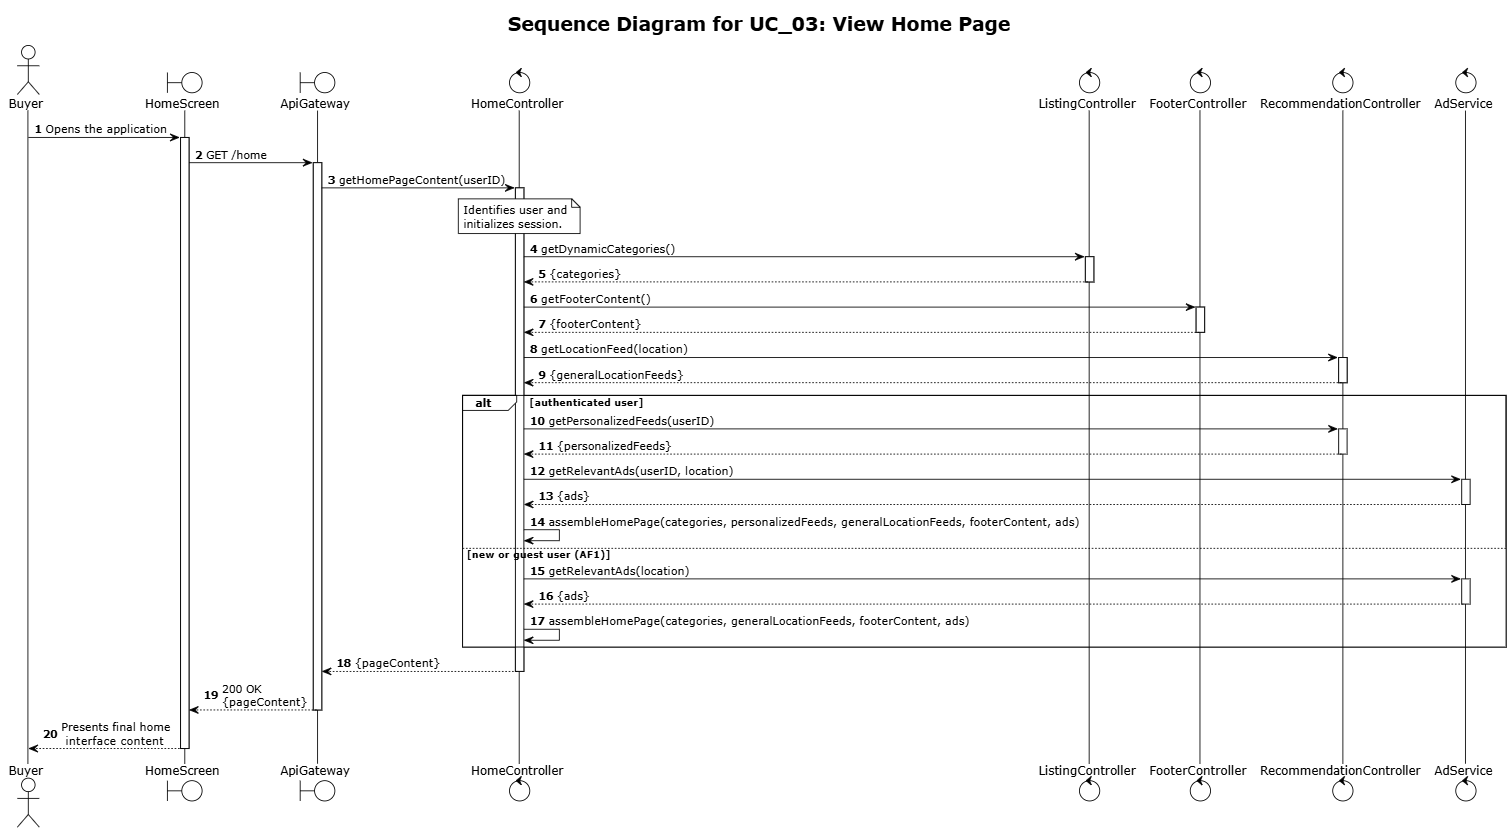 Sequence Diagram for UC_03: View Home Page
Buyer
HomeScreen
ApiGateway
HomeController
ListingController
FooterController
RecommendationController
AdService
1 Opens the application
2 GET /home
3 getHomePageContent(userID)
Identifies user and
initializes session.
4 getDynamicCategories()
5 {categories}
6 getFooterContent()
7 {footerContent}
8 getLocationFeed(location)
9 {generalLocationFeeds}
alt
[authenticated user]
10 getPersonalizedFeeds(userID)
11 {personalizedFeeds}
12 getRelevantAds(userID, location)
13 {ads}
14 assembleHomePage(categories, personalizedFeeds, generalLocationFeeds, footerContent, ads)
[new or guest user (AF1)]
15 getRelevantAds(location)
16 {ads}
17 assembleHomePage(categories, generalLocationFeeds, footerContent, ads)
18 {pageContent}
19 200 OK
{pageContent}
20 Presents final home
interface content
Buyer
HomeScreen
ApiGateway
HomeController
ListingController
FooterController
RecommendationController
AdService